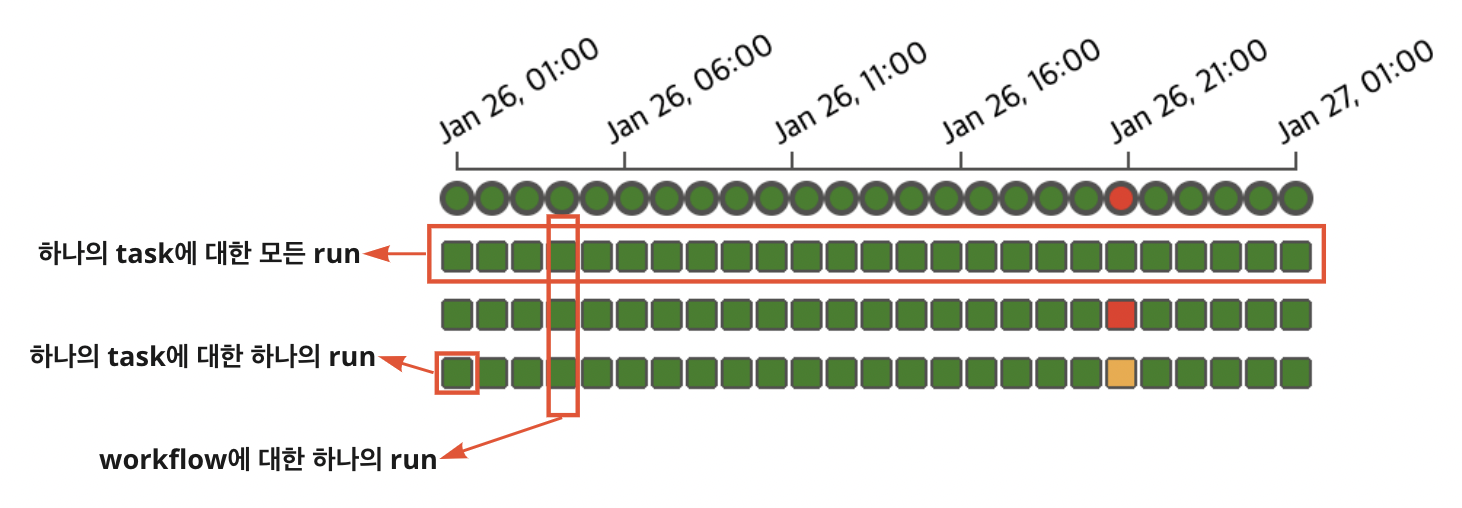 Jan 26, 01:00
Jan 26, 06:00
Jan 26, 11:00
Jan 26, 16:00
Jan 26, 21:00
Jan 27, 01:00
하나의 task에 대한 모든 run
하나의 task에 대한 하나의 run
workflow에 대한 하나의 run